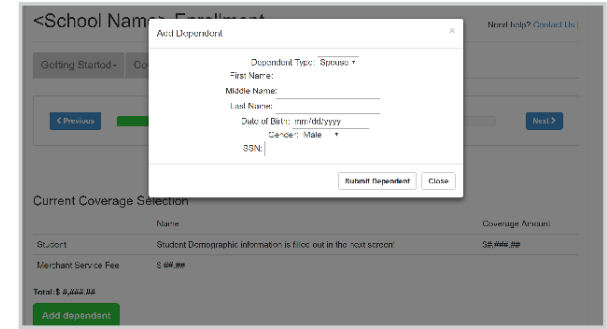 <School Name> Enrollment
Need help? Contact Us |
Add Dependent
×
Getting Started
Co
Dependent Type: Spouse
First Name:
Middle Name:
Last Name:
Date of Birth: mm/dd/yyyy
Gender: Male
SSN:
Previous
Next
Submit Dependent
Close
Current Coverage Selection
Name
Coverage Amount
Student
Student Demographic information is filled out in the next screen!
$#,###.##
Merchant Service Fee
$ ##.##
Total: $ #,###.##
Add dependent